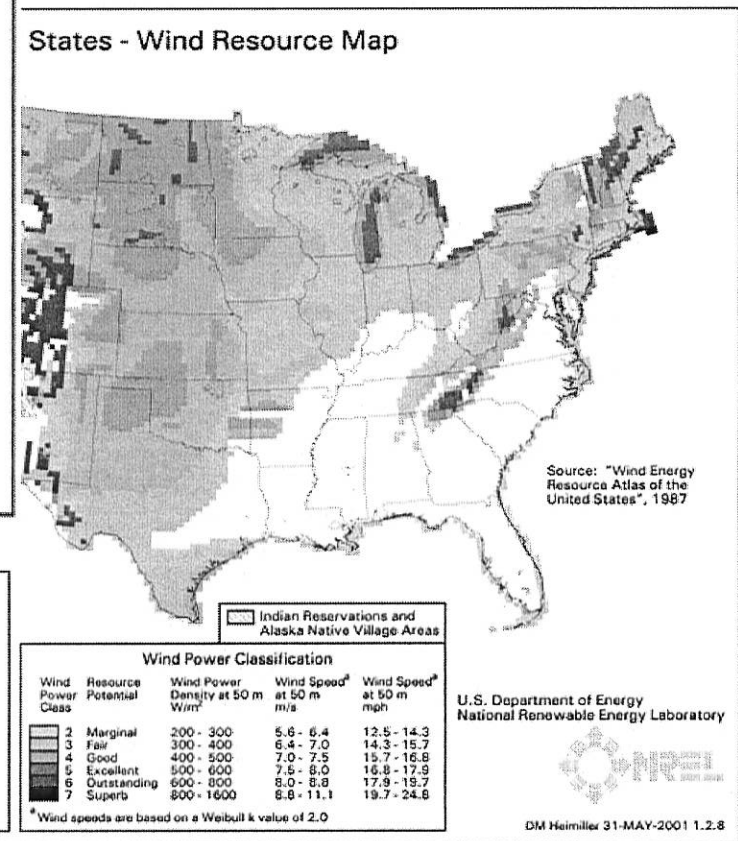 States - Wind Resource Map
Source: "Wind Energy
Resource Atlas of the
United States", 1987
Indian Reservations and
Alaska Native Village Areas
Wind Power Classification
Wind Resource Wind Power Wind Speedᵃ Wind Speedᵃ
Power Potential Density at 50 m at 50 m at 50 m
Class W/m² m/s mph
2 Marginal 200 - 300 5.6 - 6.4 12.5 - 14.3
3 Fair 300 - 400 6.4 - 7.0 14.3 - 15.7
4 Good 400 - 500 7.0 - 7.5 15.7 - 16.8
5 Excellent 500 - 600 7.5 - 8.0 16.8 - 17.9
6 Outstanding 600 - 800 8.0 - 8.8 17.9 - 19.7
7 Superb 800 - 1600 8.8 - 11.1 19.7 - 24.8
ᵃ Wind speeds are based on a Weibull k value of 2.0
U.S. Department of Energy
National Renewable Energy Laboratory
NREL
DM Heimiller 31-MAY-2001 1.2.8